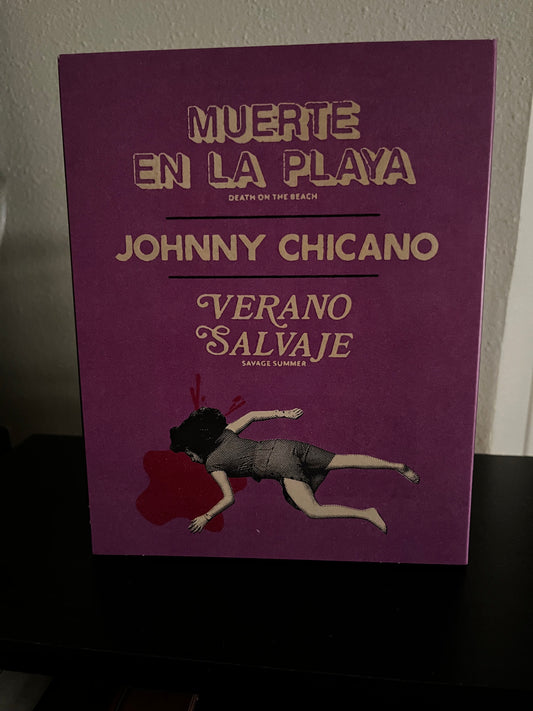 MUERTE
EN LA PLAYA
DEATH ON THE BEACH
JOHNNY CHICANO
VERANO
SALVAJE
SAVAGE SUMMER